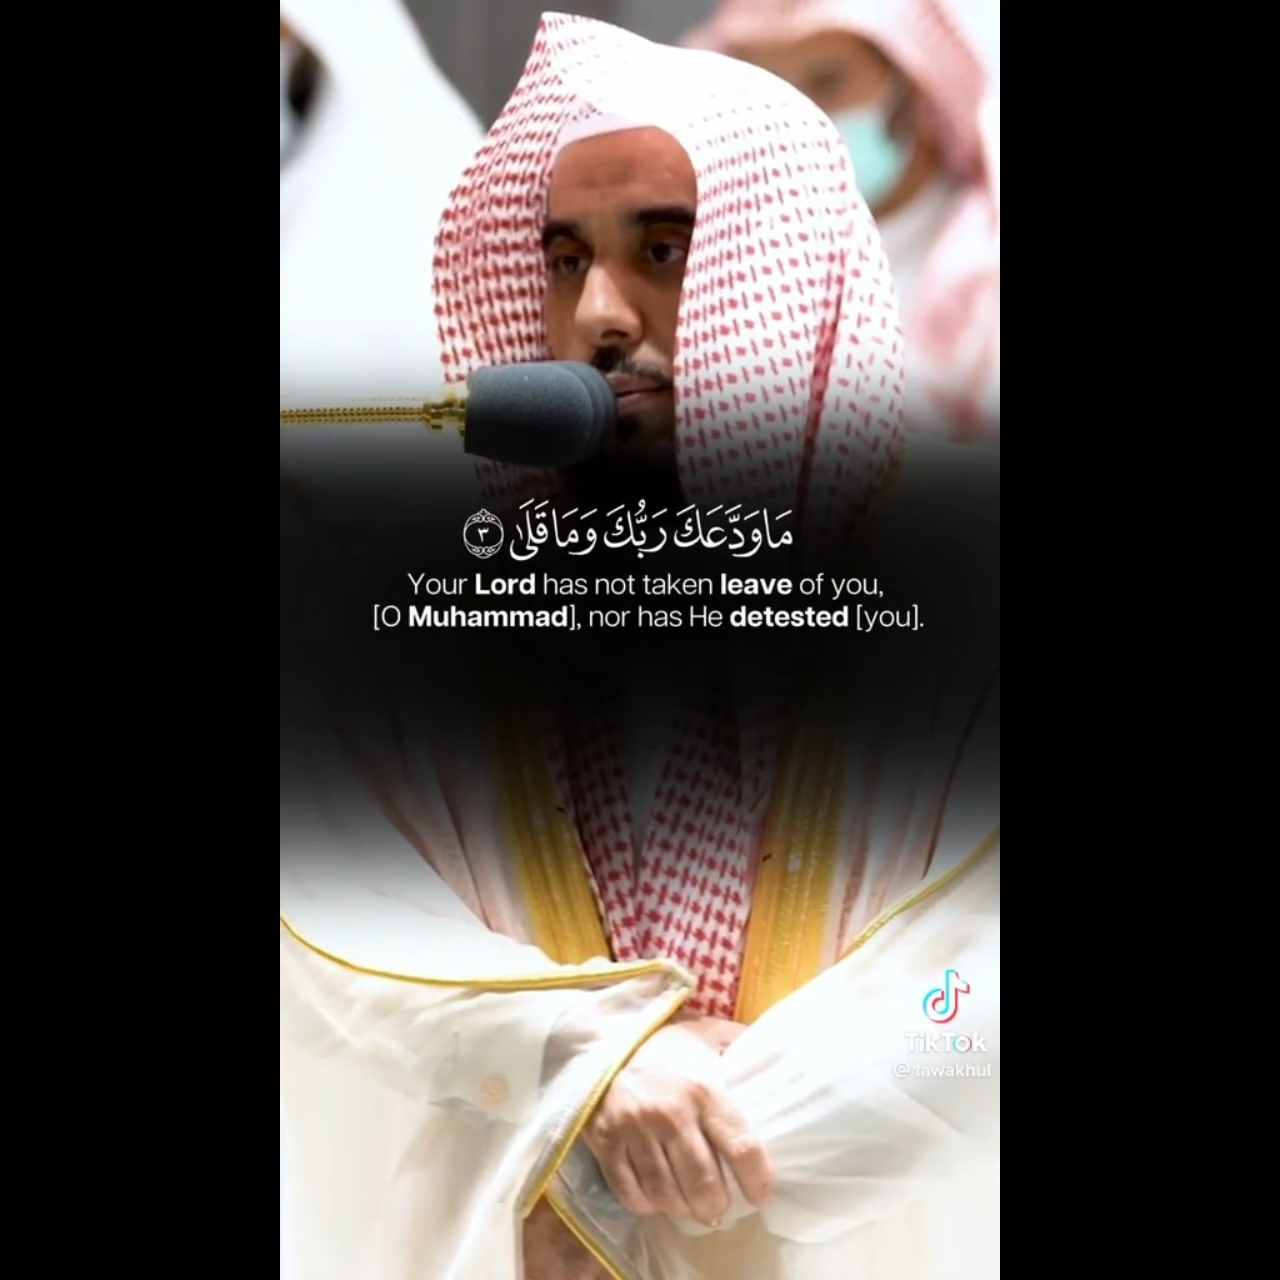 مَا وَدَّعَكَ رَبُّكَ وَمَا قَلَىٰ ٣
Your Lord has not taken leave of you,
[O Muhammad], nor has He detested [you].
TikTok
@tawakhul